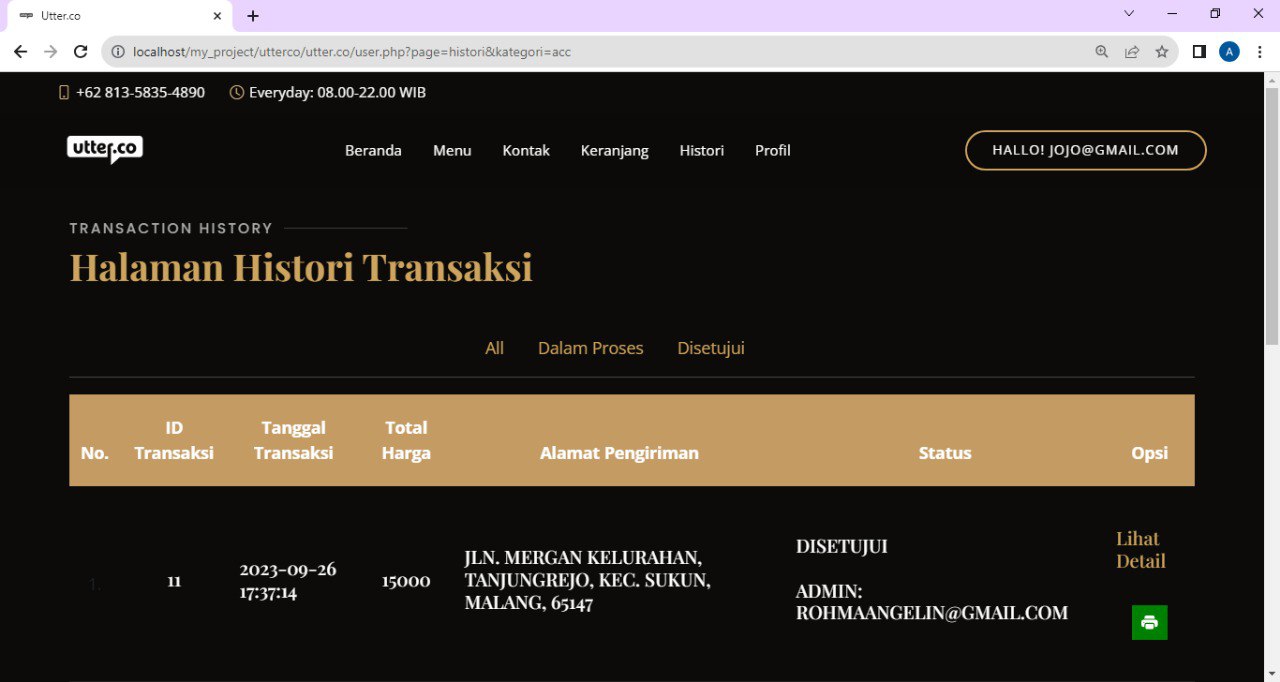 Utter.co
localhost/my_project/utterco/utter.co/user.php?page=histori&kategori=acc
A
+62 813-5835-4890 Everyday: 08.00-22.00 WIB
utter.co
Beranda Menu Kontak Keranjang Histori Profil
HALLO! JOJO@GMAIL.COM
TRANSACTION HISTORY
Halaman Histori Transaksi
All Dalam Proses Disetujui
No. ID Transaksi Tanggal Transaksi Total Harga Alamat Pengiriman Status Opsi
1.
11
2023-09-26
17:37:14
15000
JLN. MERGAN KELURAHAN,
TANJUNGREJO, KEC. SUKUN,
MALANG, 65147
DISETUJUI
ADMIN:
ROHMAANGELIN@GMAIL.COM
Lihat
Detail